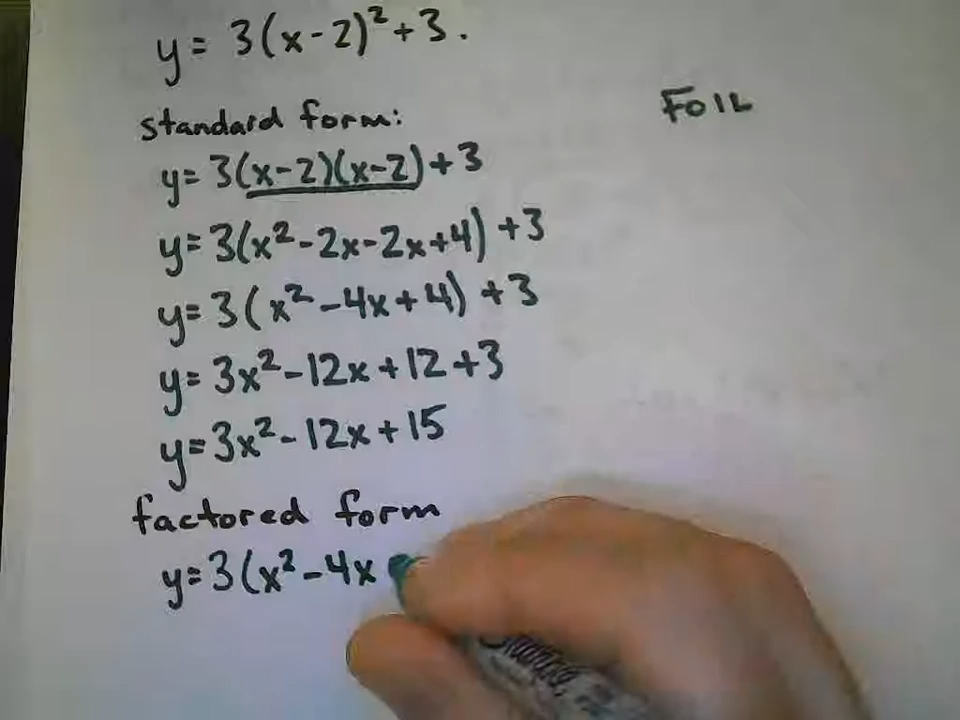 y = 3(x-2)² + 3.
standard form:
FOIL
y = 3(x-2)(x-2) + 3
y = 3(x² - 2x - 2x + 4) + 3
y = 3(x² - 4x + 4) + 3
y = 3x² - 12x + 12 + 3
y = 3x² - 12x + 15
factored form
y = 3(x² - 4x